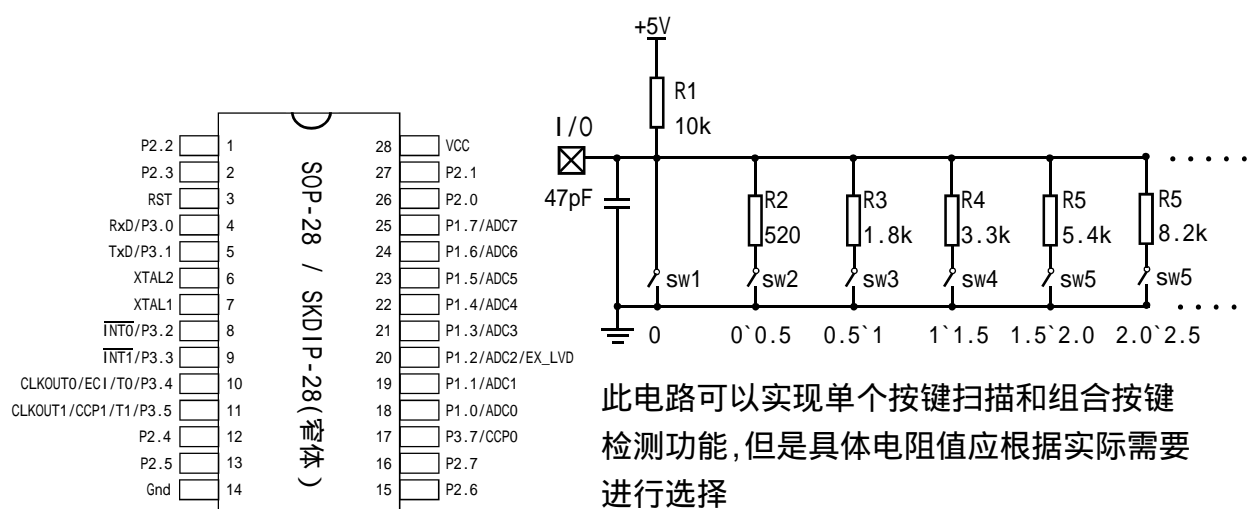 P2.2 1 28 VCC
P2.3 2 27 P2.1
RST 3 26 P2.0
RxD/P3.0 4 25 P1.7/ADC7
TxD/P3.1 5 24 P1.6/ADC6
XTAL2 6 23 P1.5/ADC5
XTAL1 7 22 P1.4/ADC4
INT0/P3.2 8 21 P1.3/ADC3
INT1/P3.3 9 20 P1.2/ADC2/EX_LVD
CLKOUT0/ECI/T0/P3.4 10 19 P1.1/ADC1
CLKOUT1/CCP1/T1/P3.5 11 18 P1.0/ADC0
P2.4 12 17 P3.7/CCP0
P2.5 13 16 P2.7
Gnd 14 15 P2.6
SOP-28 / SKDIP-28(窄体)
+5V
R1
10k
I/O
47pF
R2 R3 R4 R5 R5
520 1.8k 3.3k 5.4k 8.2k
sw1 sw2 sw3 sw4 sw5 sw5
0 0`0.5 0.5`1 1`1.5 1.5`2.0 2.0`2.5
此电路可以实现单个按键扫描和组合按键
检测功能,但是具体电阻值应根据实际需要
进行选择